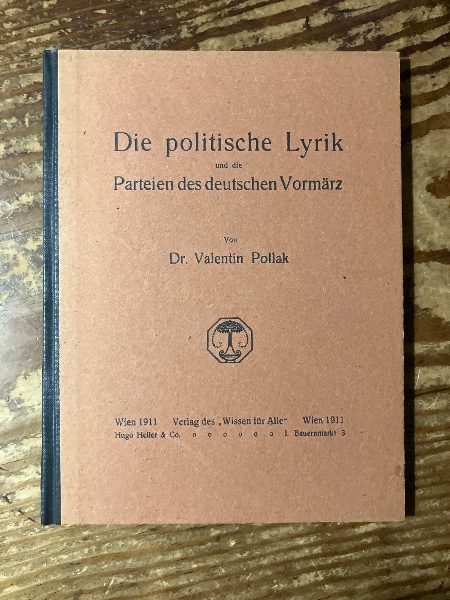 Die politische Lyrik
und die
Parteien des deutschen Vormärz
Von
Dr. Valentin Pollak
Wien 1911 Verlag des „Wissen für Alle“ Wien 1911
Hugo Heller & Co. o o o o o o I. Bauernmarkt 3